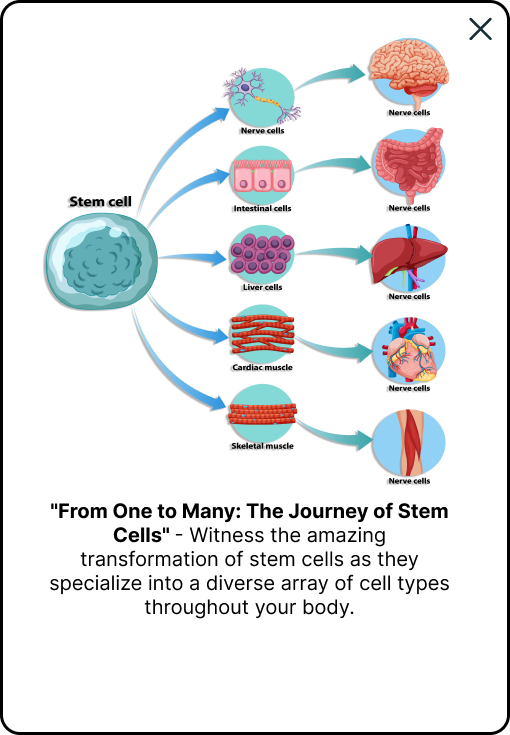 Nerve cells
Nerve cells
Stem cell
Intestinal cells
Nerve cells
Liver cells
Nerve cells
Cardiac muscle
Nerve cells
Skeletal muscle
Nerve cells
"From One to Many: The Journey of Stem
Cells" - Witness the amazing
transformation of stem cells as they
specialize into a diverse array of cell types
throughout your body.